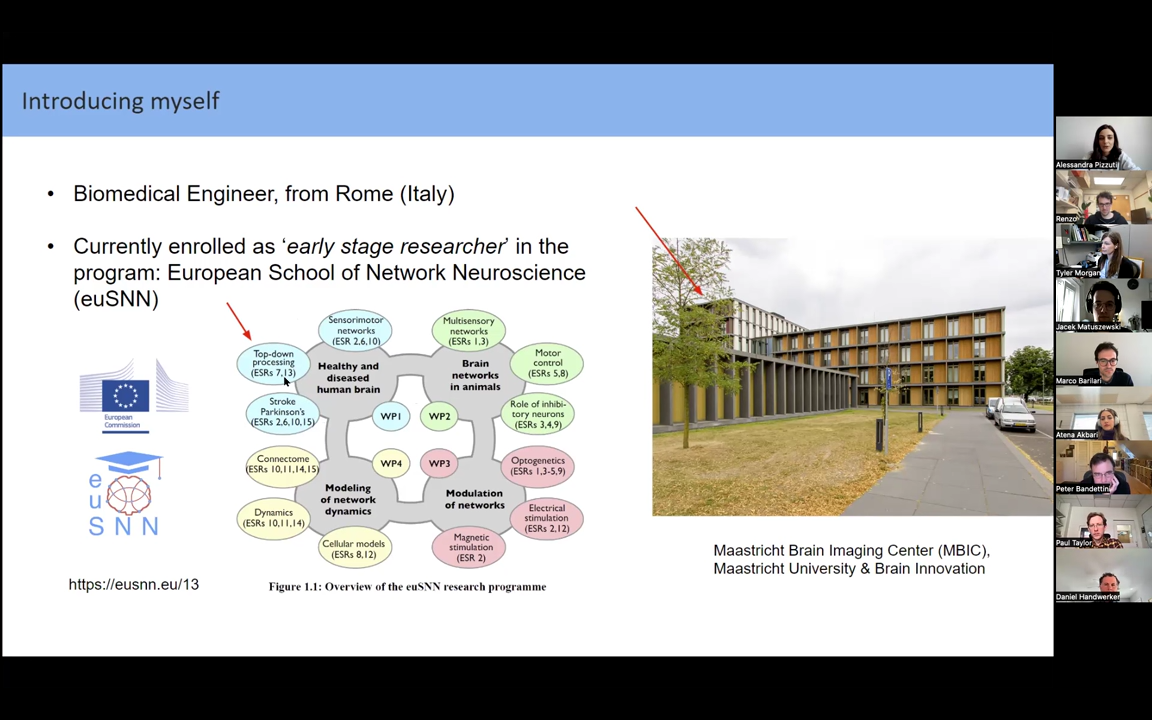 Introducing myself
• Biomedical Engineer, from Rome (Italy)
• Currently enrolled as ‘early stage researcher’ in the
program: European School of Network Neuroscience
(euSNN)
Sensorimotor
networks
(ESR 2,6,10)
Multisensory
networks
(ESRs 1,3)
Top-down
processing
(ESRs 7,13)
Healthy and
diseased
human brain
Brain
networks
in animals
Motor
control
(ESRs 5,8)
Stroke
Parkinson's
(ESRs 2,6,10,15)
WP1
WP2
Role of inhibi-
tory neurons
(ESRs 3,4,9)
Connectome
(ESRs 10,11,14,15)
WP4
WP3
Optogenetics
(ESRs 1,3-5,9)
Modeling
of network
dynamics
Modulation
of networks
Dynamics
(ESRs 10,11,14)
Electrical
stimulation
(ESRs 2,12)
Cellular models
(ESRs 8,12)
Magnetic
stimulation
(ESR 2)
Figure 1.1: Overview of the euSNN research programme
European
Commission
e
u
S N N
https://eusnn.eu/13
Maastricht Brain Imaging Center (MBIC),
Maastricht University & Brain Innovation
Alessandra Pizzuti
Renzo
Tyler Morgan
Jacek Matuszewski
Marco Barilari
Atena Akbari
Peter Bandettini
Paul Taylor
Daniel Handwerker